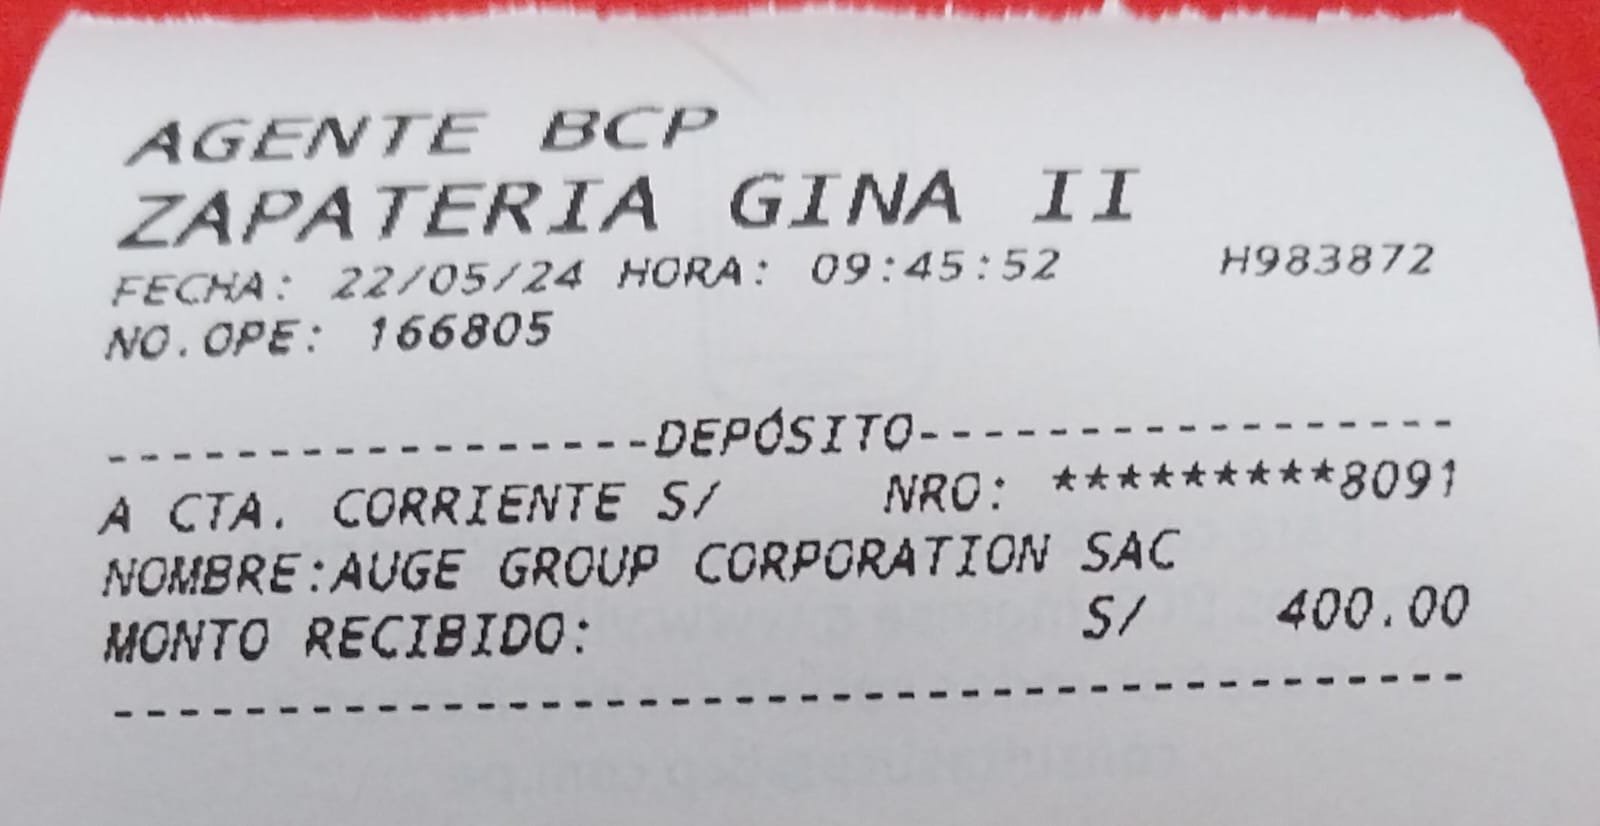 AGENTE BCP
ZAPATERIA GINA II
FECHA: 22/05/24 HORA: 09:45:52 H983872
NO.OPE: 166805
-----------------DEPÓSITO-----------------
A CTA. CORRIENTE S/ NRO: *********8091
NOMBRE:AUGE GROUP CORPORATION SAC
MONTO RECIBIDO: S/ 400.00
------------------------------------------